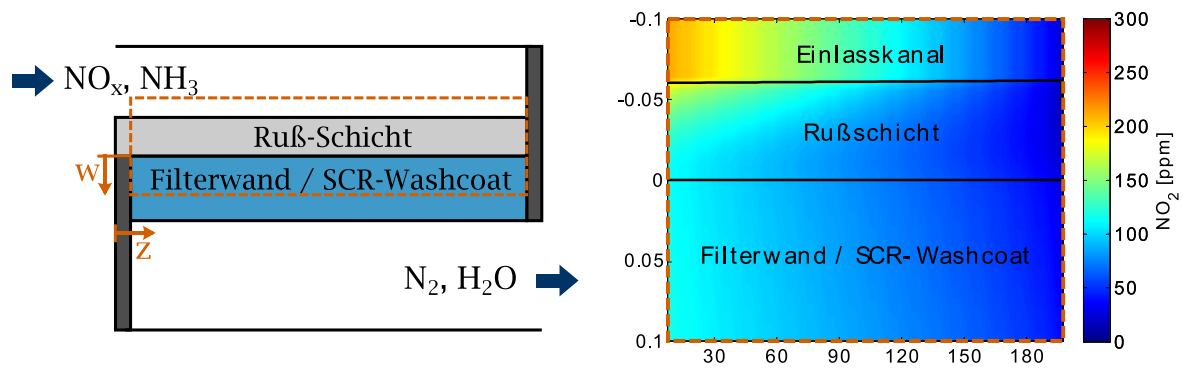 NOx, NH3
Ruß-Schicht
w
Filterwand / SCR-Washcoat
z
N2, H2O
-0.1
-0.05
0
0.05
0.1
Einlasskanal
Rußschicht
Filterwand / SCR-Washcoat
30 60 90 120 150 180
300
250
200
150
100
50
0
NO2 [ppm]